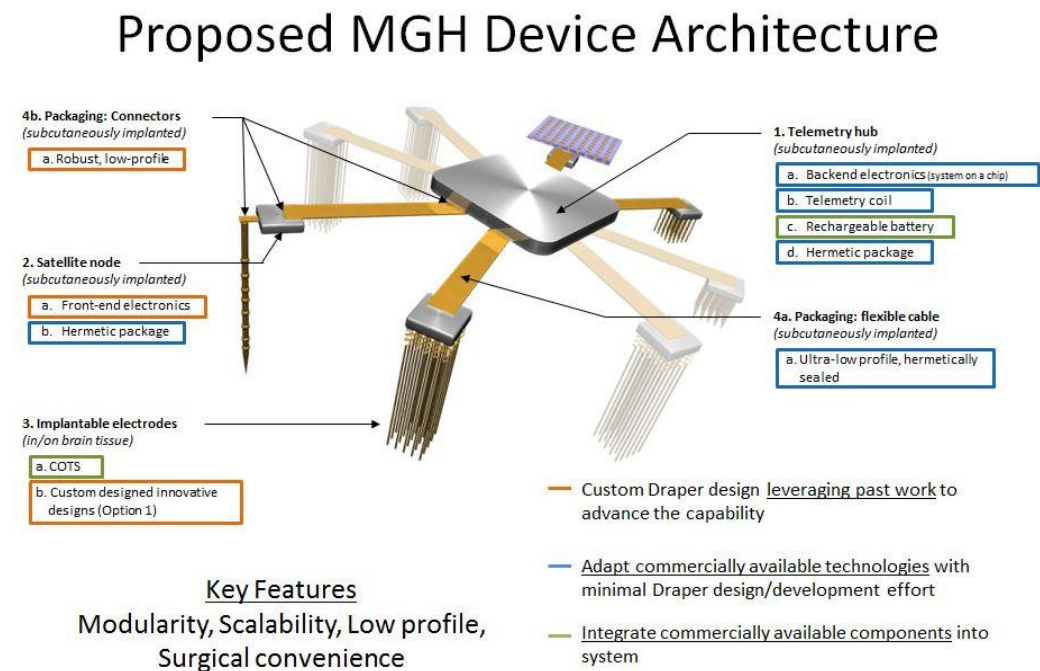 Proposed MGH Device Architecture
4b. Packaging: Connectors
(subcutaneously implanted)
a. Robust, low-profile
2. Satellite node
(subcutaneously implanted)
a. Front-end electronics
b. Hermetic package
3. Implantable electrodes
(in/on brain tissue)
a. COTS
b. Custom designed innovative
designs (Option 1)
1. Telemetry hub
(subcutaneously implanted)
a. Backend electronics (system on a chip)
b. Telemetry coil
c. Rechargeable battery
d. Hermetic package
4a. Packaging: flexible cable
(subcutaneously implanted)
a. Ultra-low profile, hermetically
sealed
Key Features
Modularity, Scalability, Low profile,
Surgical convenience
Custom Draper design leveraging past work to
advance the capability
Adapt commercially available technologies with
minimal Draper design/development effort
Integrate commercially available components into
system